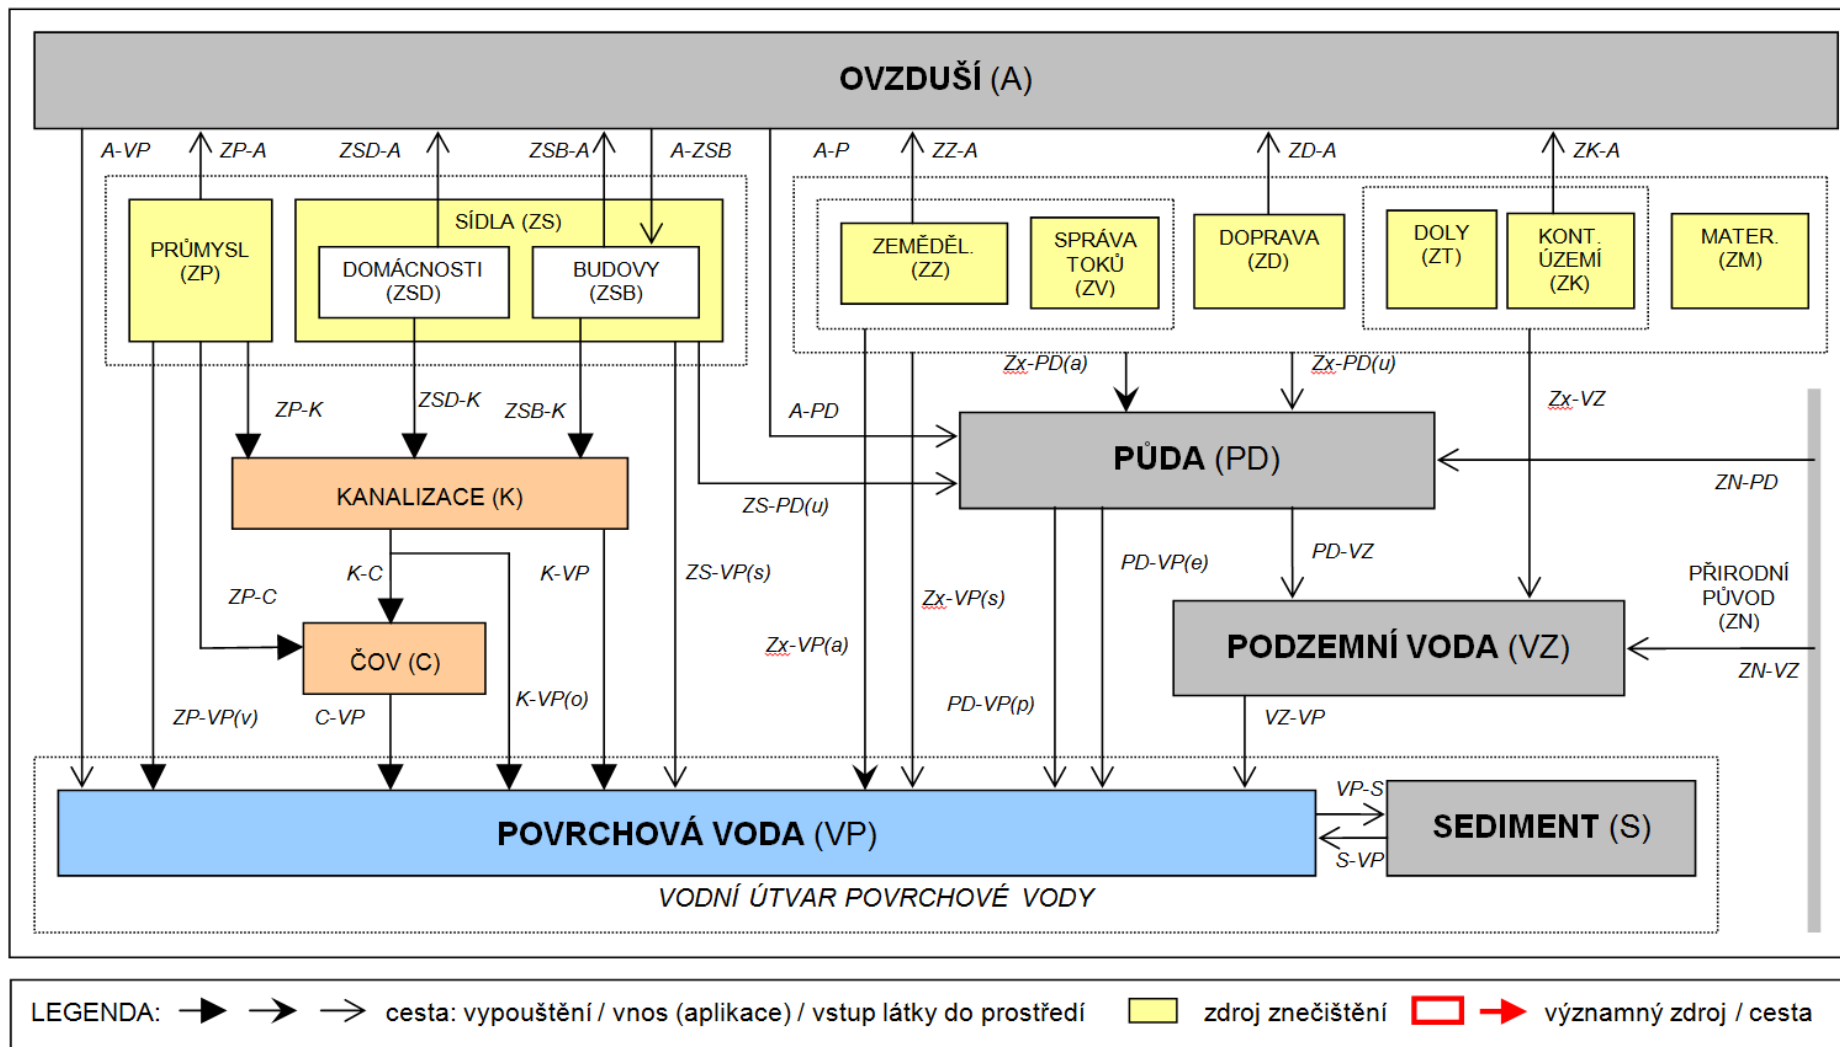 OVZDUŠÍ (A)
A-VP
ZP-A
ZSD-A
ZSB-A
A-ZSB
A-P
ZZ-A
ZD-A
ZK-A
PRŮMYSL
(ZP)
SÍDLA (ZS)
DOMÁCNOSTI
(ZSD)
BUDOVY
(ZSB)
ZEMĚDĚL.
(ZZ)
SPRÁVA
TOKŮ
(ZV)
DOPRAVA
(ZD)
DOLY
(ZT)
KONT.
ÚZEMÍ
(ZK)
MATER.
(ZM)
ZP-K
ZSD-K
ZSB-K
A-PD
Zx-PD(a)
Zx-PD(u)
Zx-VZ
KANALIZACE (K)
PŮDA (PD)
ZS-PD(u)
ZN-PD
K-C
K-VP
ZS-VP(s)
ZP-C
Zx-VP(s)
PD-VP(e)
PD-VZ
PŘIRODNÍ
PŮVOD
(ZN)
ČOV (C)
Zx-VP(a)
PODZEMNÍ VODA (VZ)
ZN-VZ
ZP-VP(v)
C-VP
K-VP(o)
PD-VP(p)
VZ-VP
POVRCHOVÁ VODA (VP)
VP-S
S-VP
SEDIMENT (S)
VODNÍ ÚTVAR POVRCHOVÉ VODY
LEGENDA: cesta: vypouštění / vnos (aplikace) / vstup látky do prostředí zdroj znečištění významný zdroj / cesta